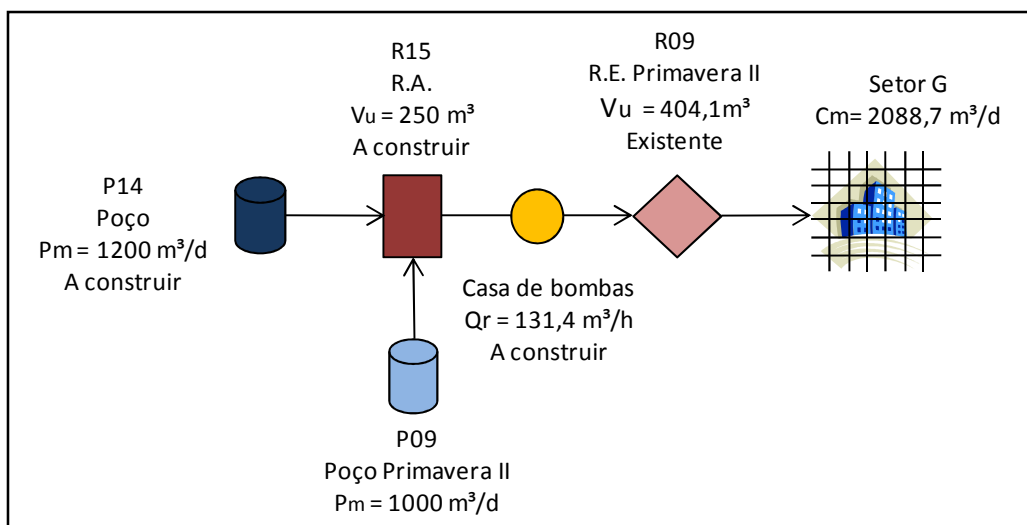 R15
R.A.
Vu = 250 m³
A construir
R09
R.E. Primavera II
Vu = 404,1m³
Existente
Setor G
Cm= 2088,7 m³/d
P14
Poço
Pm = 1200 m³/d
A construir
Casa de bombas
Qr = 131,4 m³/h
A construir
P09
Poço Primavera II
Pm = 1000 m³/d